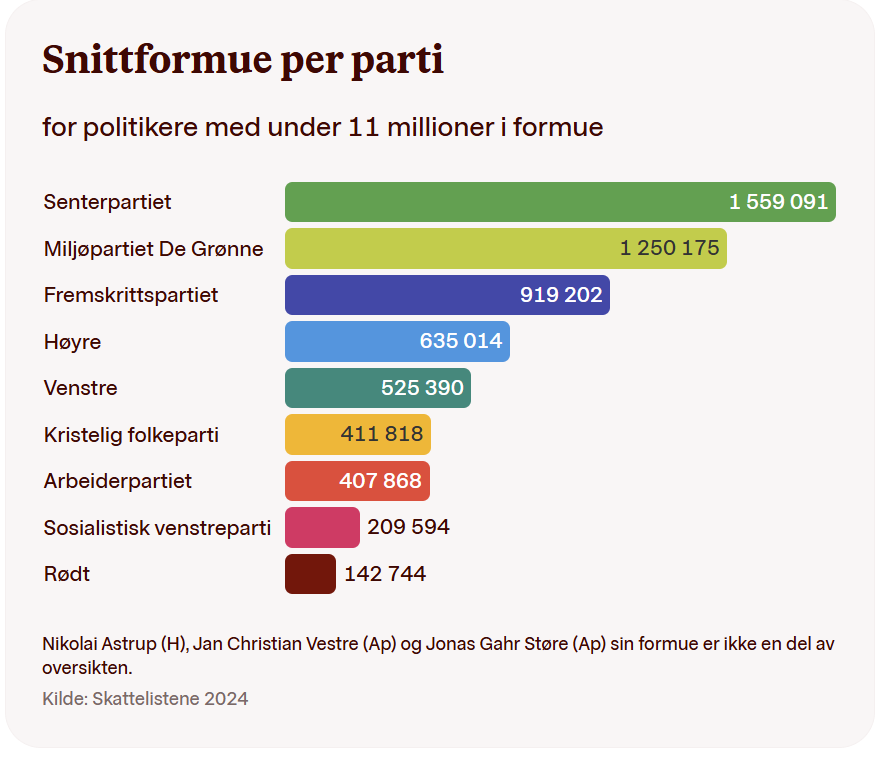 Snittformue per parti
for politikere med under 11 millioner i formue
Senterpartiet 1 559 091
Miljøpartiet De Grønne 1 250 175
Fremskrittspartiet 919 202
Høyre 635 014
Venstre 525 390
Kristelig folkeparti 411 818
Arbeiderpartiet 407 868
Sosialistisk venstreparti 209 594
Rødt 142 744
Nikolai Astrup (H), Jan Christian Vestre (Ap) og Jonas Gahr Støre (Ap) sin formue er ikke en del av
oversikten.
Kilde: Skattelistene 2024